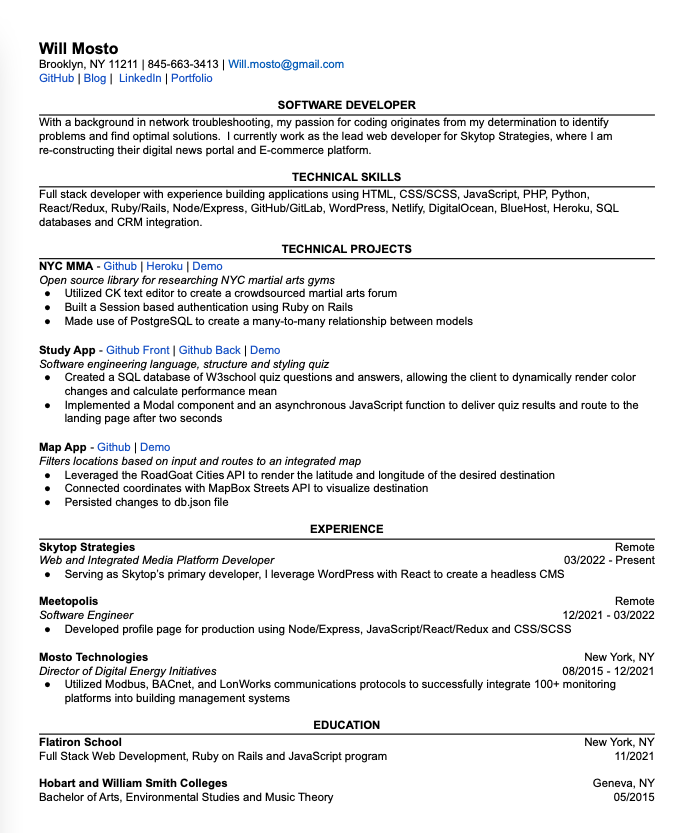 Will Mosto
Brooklyn, NY 11211 | 845-663-3413 | Will.mosto@gmail.com
GitHub | Blog | LinkedIn | Portfolio
SOFTWARE DEVELOPER
With a background in network troubleshooting, my passion for coding originates from my determination to identify
problems and find optimal solutions. I currently work as the lead web developer for Skytop Strategies, where I am
re-constructing their digital news portal and E-commerce platform.
TECHNICAL SKILLS
Full stack developer with experience building applications using HTML, CSS/SCSS, JavaScript, PHP, Python,
React/Redux, Ruby/Rails, Node/Express, GitHub/GitLab, WordPress, Netlify, DigitalOcean, BlueHost, Heroku, SQL
databases and CRM integration.
TECHNICAL PROJECTS
NYC MMA - Github | Heroku | Demo
Open source library for researching NYC martial arts gyms
● Utilized CK text editor to create a crowdsourced martial arts forum
● Built a Session based authentication using Ruby on Rails
● Made use of PostgreSQL to create a many-to-many relationship between models
Study App - Github Front | Github Back | Demo
Software engineering language, structure and styling quiz
● Created a SQL database of W3school quiz questions and answers, allowing the client to dynamically render color
changes and calculate performance mean
● Implemented a Modal component and an asynchronous JavaScript function to deliver quiz results and route to the
landing page after two seconds
Map App - Github | Demo
Filters locations based on input and routes to an integrated map
● Leveraged the RoadGoat Cities API to render the latitude and longitude of the desired destination
● Connected coordinates with MapBox Streets API to visualize destination
● Persisted changes to db.json file
EXPERIENCE
Skytop Strategies Remote
Web and Integrated Media Platform Developer 03/2022 - Present
● Serving as Skytop's primary developer, I leverage WordPress with React to create a headless CMS
Meetopolis Remote
Software Engineer 12/2021 - 03/2022
● Developed profile page for production using Node/Express, JavaScript/React/Redux and CSS/SCSS
Mosto Technologies New York, NY
Director of Digital Energy Initiatives 08/2015 - 12/2021
● Utilized Modbus, BACnet, and LonWorks communications protocols to successfully integrate 100+ monitoring
platforms into building management systems
EDUCATION
Flatiron School New York, NY
Full Stack Web Development, Ruby on Rails and JavaScript program 11/2021
Hobart and William Smith Colleges Geneva, NY
Bachelor of Arts, Environmental Studies and Music Theory 05/2015